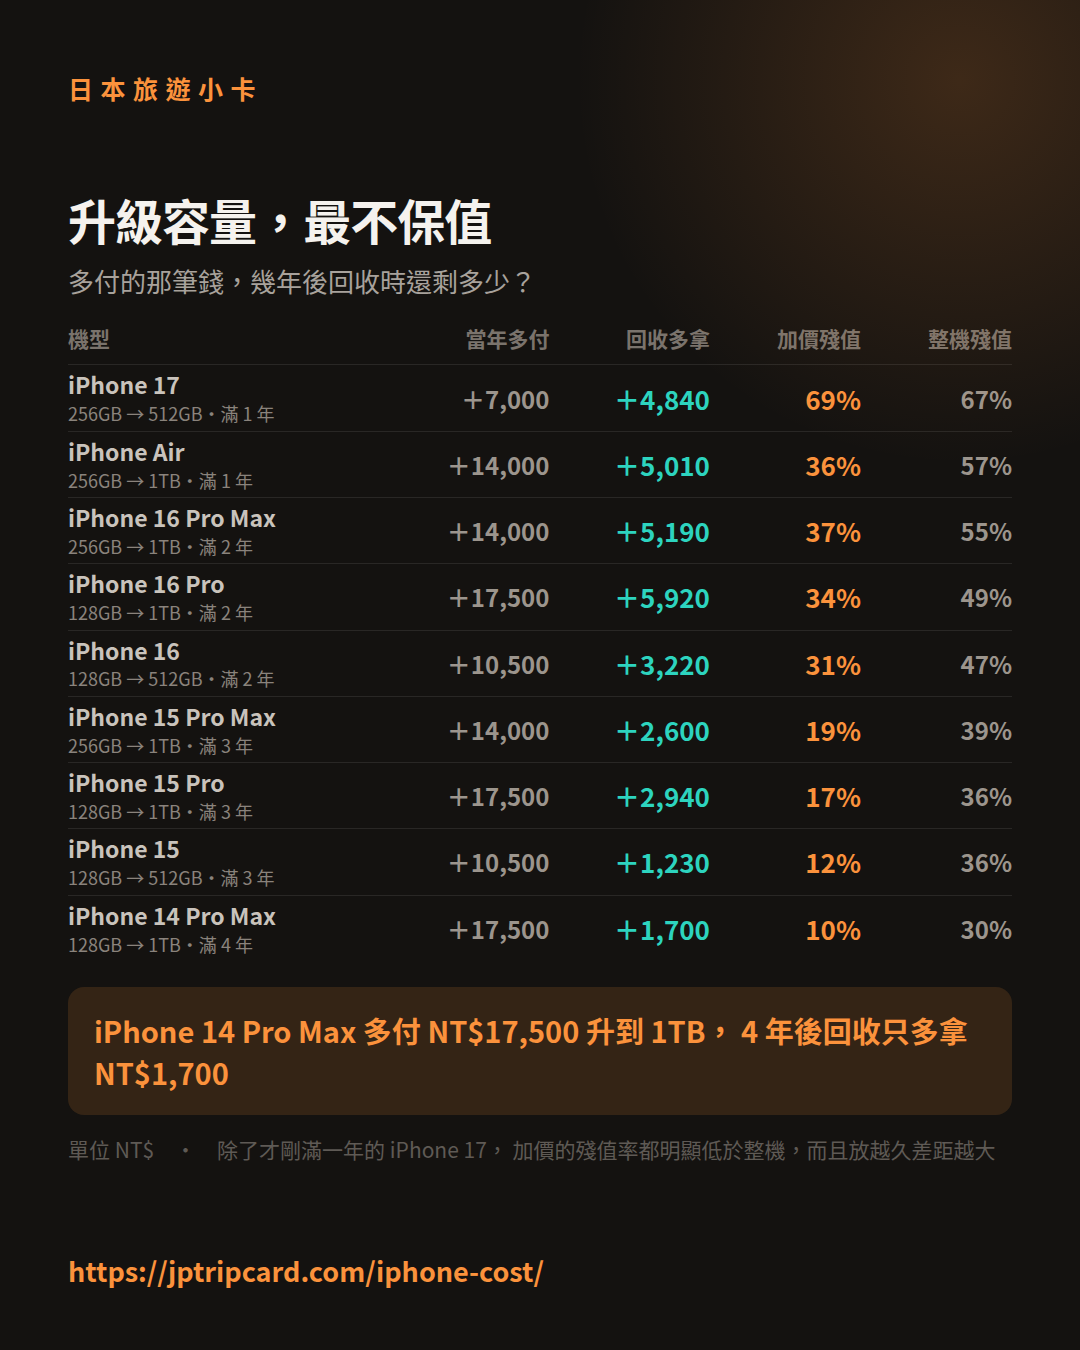 日本旅遊小卡
升級容量，最不保值
多付的那筆錢，幾年後回收時還剩多少？
機型 當年多付 回收多拿 加價殘值 整機殘值
iPhone 17
256GB → 512GB・滿 1 年 ＋7,000 ＋4,840 69% 67%
iPhone Air
256GB → 1TB・滿 1 年 ＋14,000 ＋5,010 36% 57%
iPhone 16 Pro Max
256GB → 1TB・滿 2 年 ＋14,000 ＋5,190 37% 55%
iPhone 16 Pro
128GB → 1TB・滿 2 年 ＋17,500 ＋5,920 34% 49%
iPhone 16
128GB → 512GB・滿 2 年 ＋10,500 ＋3,220 31% 47%
iPhone 15 Pro Max
256GB → 1TB・滿 3 年 ＋14,000 ＋2,600 19% 39%
iPhone 15 Pro
128GB → 1TB・滿 3 年 ＋17,500 ＋2,940 17% 36%
iPhone 15
128GB → 512GB・滿 3 年 ＋10,500 ＋1,230 12% 36%
iPhone 14 Pro Max
128GB → 1TB・滿 4 年 ＋17,500 ＋1,700 10% 30%
iPhone 14 Pro Max 多付 NT$17,500 升到 1TB， 4 年後回收只多拿
NT$1,700
單位 NT$ ・ 除了才剛滿一年的 iPhone 17， 加價的殘值率都明顯低於整機，而且放越久差距越大
https://jptripcard.com/iphone-cost/